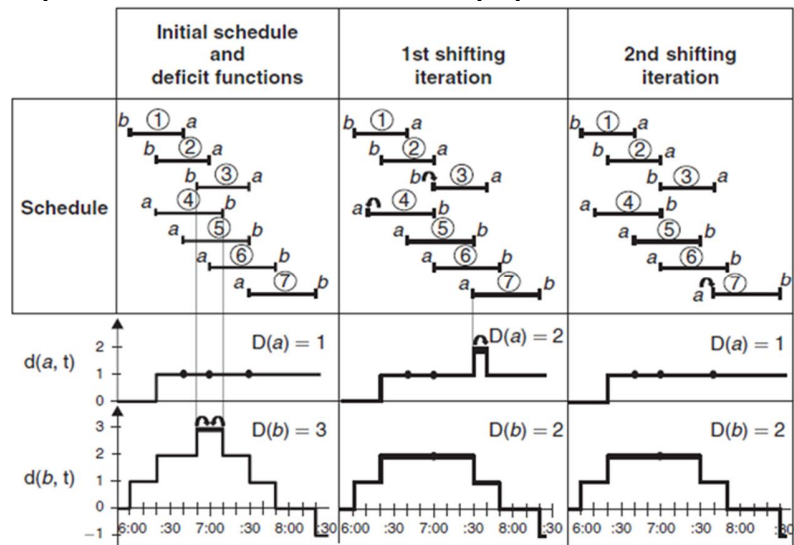 Initial schedule
and
deficit functions
1st shifting
iteration
2nd shifting
iteration
Schedule
b 1 a
b 2 a
b 3 a
a 4 b
a 5 b
a 6 b
a 7 b
b 1 a
b 2 a
b 3 a
a 4 b
a 5 b
a 6 b
a 7 b
b 1 a
b 2 a
b 3 a
a 4 b
a 5 b
a 6 b
a 7 b
d(a, t)
2
1
0
D(a) = 1
D(a) = 2
D(a) = 1
d(b, t)
3
2
1
0
−1
D(b) = 3
D(b) = 2
D(b) = 2
6:00 :30 7:00 8:00 :30
6:00 :30 7:00 :30 8:00 :30
6:00 :30 7:00 :30 8:00 :30